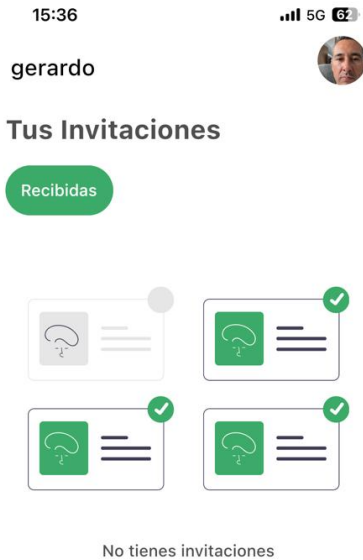 15:36
5G 62
gerardo
Tus Invitaciones
Recibidas
No tienes invitaciones